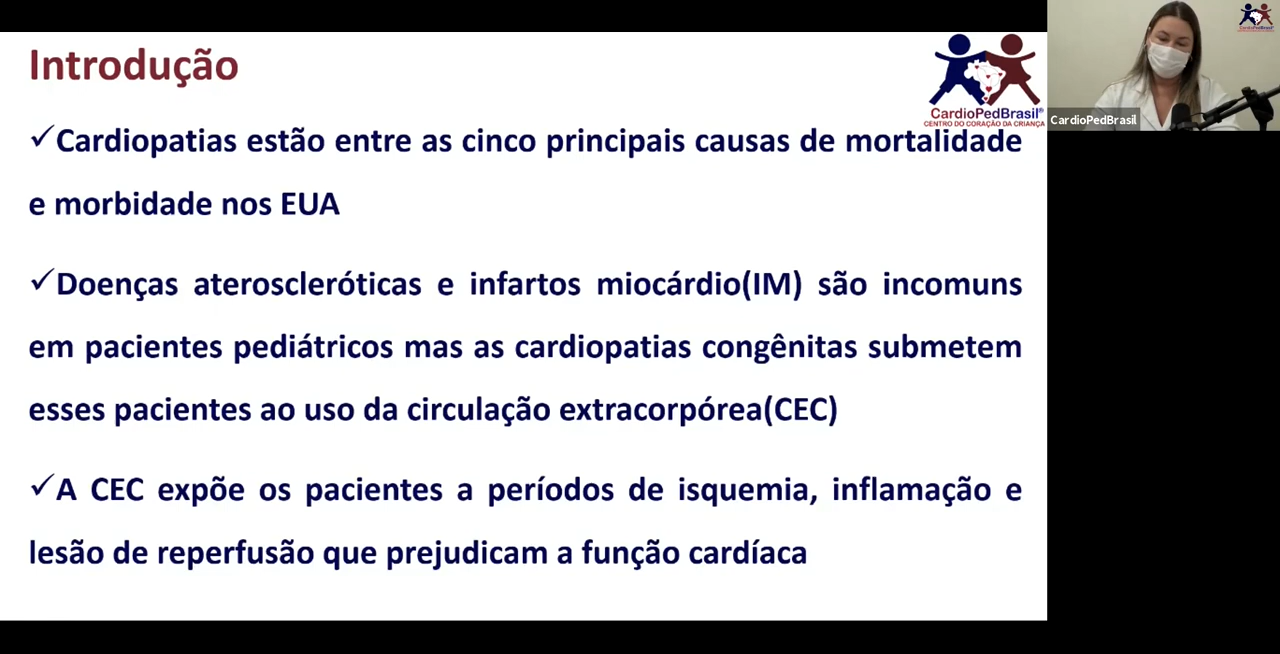 Introdução
CardioPedBrasil®
CENTRO DO CORAÇÃO DA CRIANÇA
✓Cardiopatias estão entre as cinco principais causas de mortalidade
e morbidade nos EUA
✓Doenças ateroscleróticas e infartos miocárdio(IM) são incomuns
em pacientes pediátricos mas as cardiopatias congênitas submetem
esses pacientes ao uso da circulação extracorpórea(CEC)
✓A CEC expõe os pacientes a períodos de isquemia, inflamação e
lesão de reperfusão que prejudicam a função cardíaca
CardioPedBrasil
CardioPedBrasil